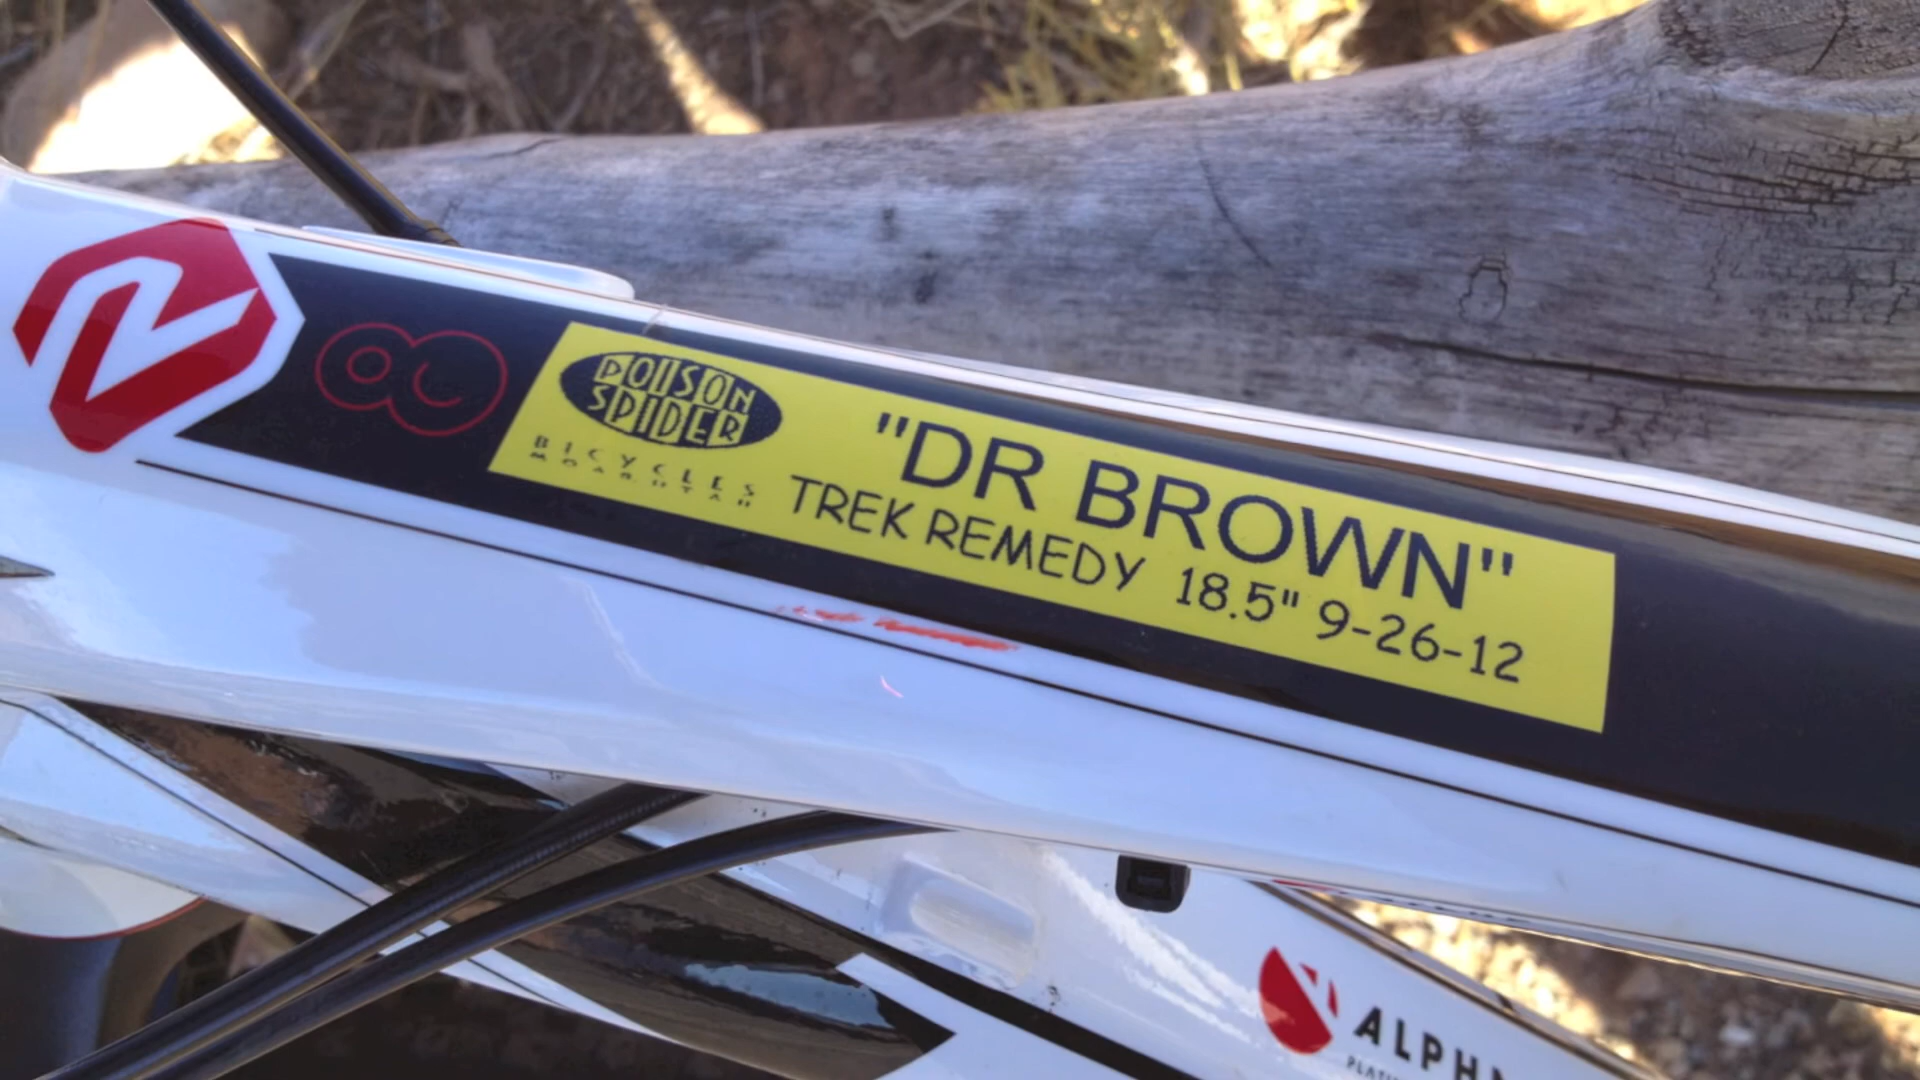 POISON
SPIDER
BICYCLES
MOAB UTAH
"DR BROWN"
TREK REMEDY 18.5" 9-26-12
ALPH